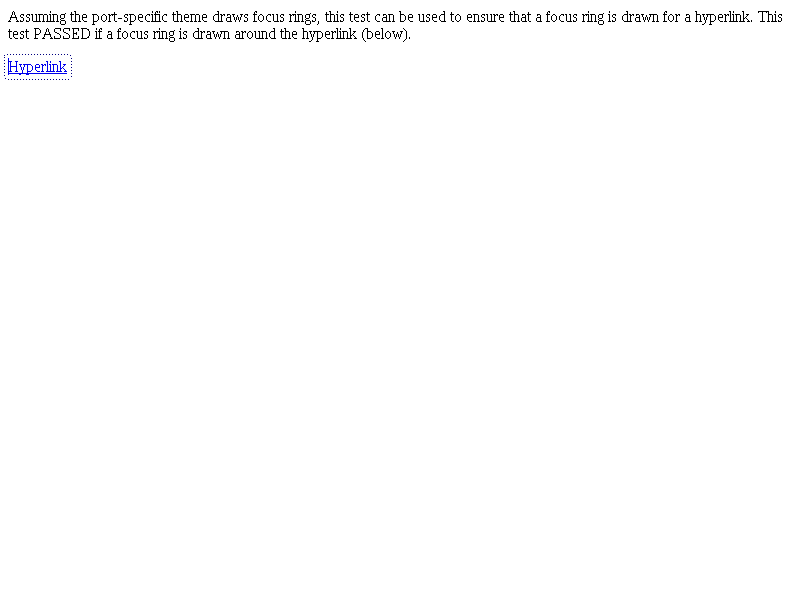 Assuming the port-specific theme draws focus rings, this test can be used to ensure that a focus ring is drawn for a hyperlink. This
test PASSED if a focus ring is drawn around the hyperlink (below).
Hyperlink